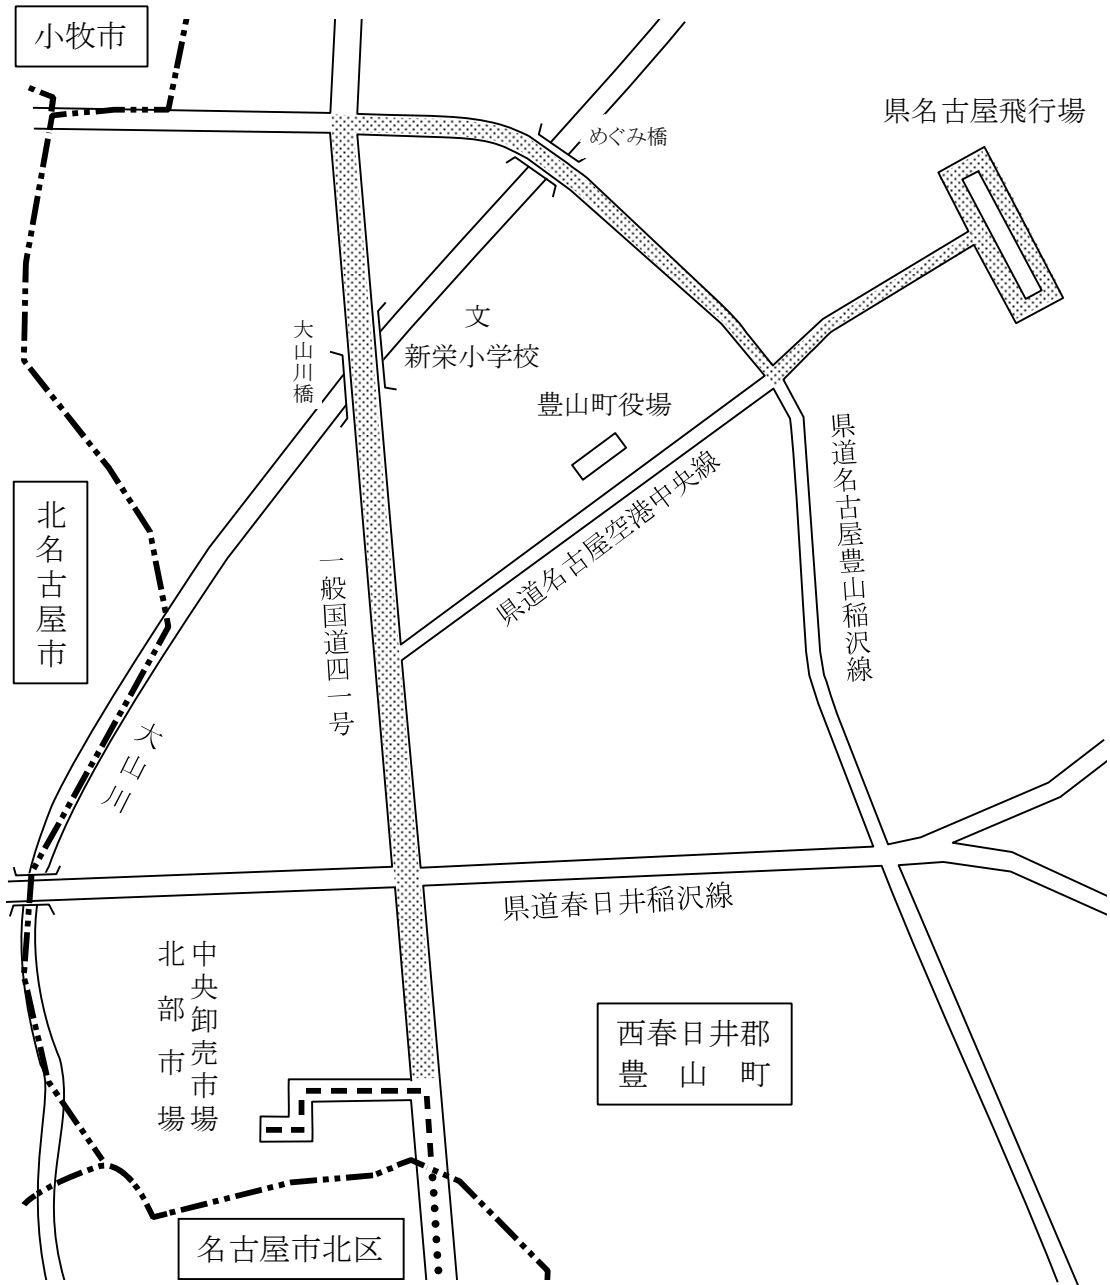 小牧市
県名古屋飛行場
めぐみ橋
大山川橋
文
新栄小学校
豊山町役場
県道名古屋空港中央線
県道名古屋豊山稲沢線
北名古屋市
一般国道四一号
大山川
県道春日井稲沢線
中央卸売市場
北部市場
西春日井郡
豊山町
名古屋市北区